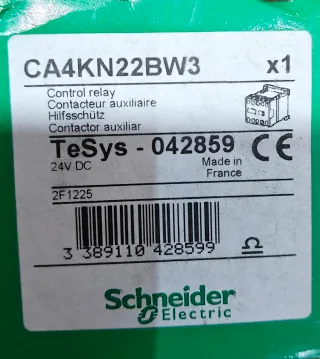 CA4KN22BW3 x1
Control relay
Contacteur auxiliaire
Hilfsschütz
Contactor auxiliar
TeSys - 042859 CE
24V DC
Made in
France
2F1225
3 389110 428599
Schneider
Electric